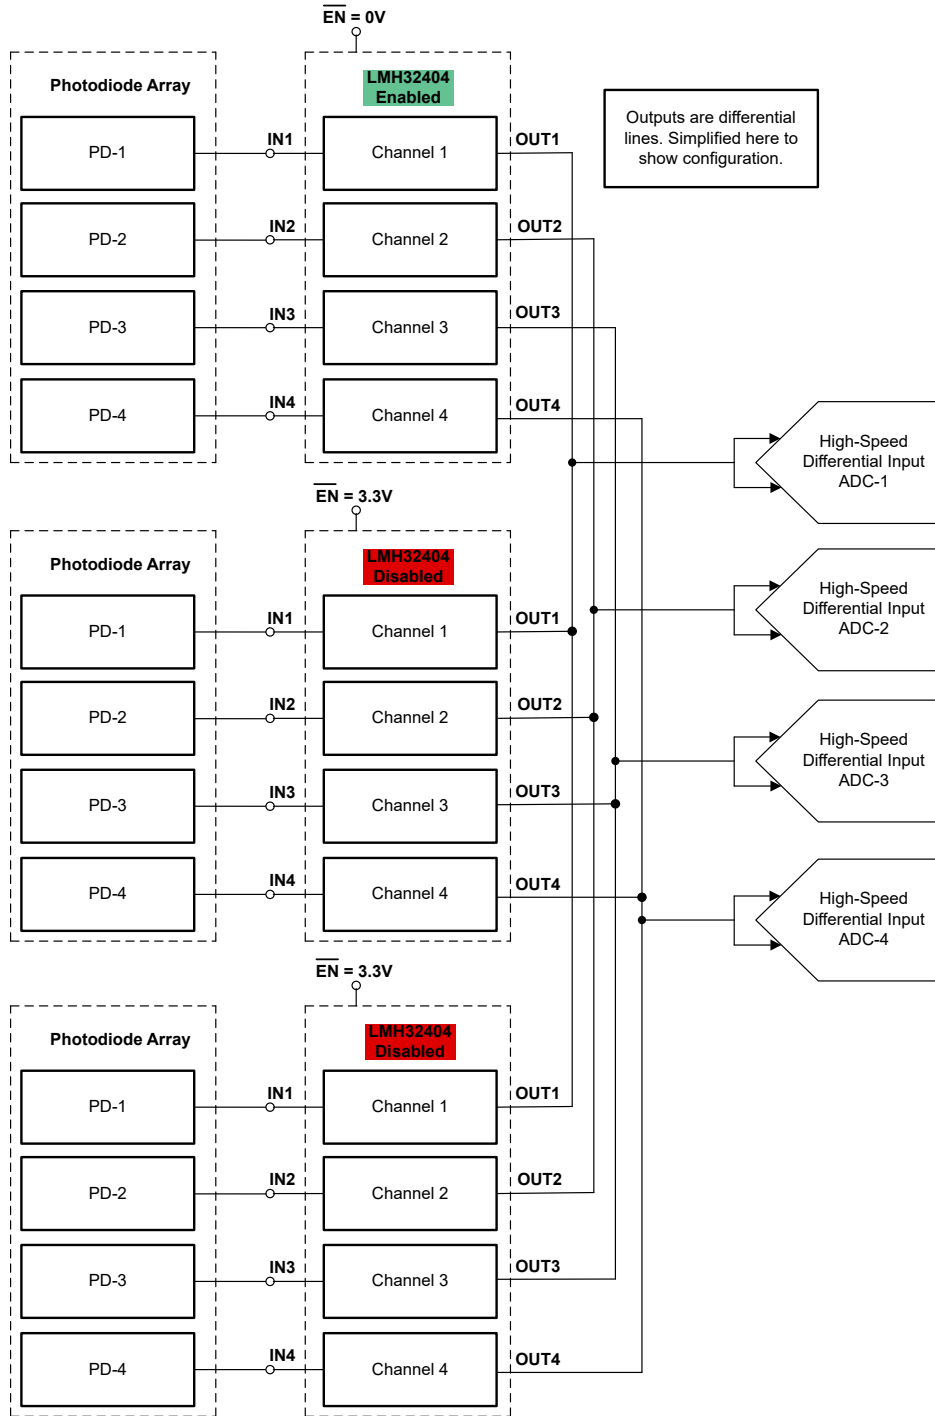 EN = 0V
Photodiode Array
LMH32404
Enabled
PD-1
IN1
Channel 1
OUT1
PD-2
IN2
Channel 2
OUT2
PD-3
IN3
Channel 3
OUT3
PD-4
IN4
Channel 4
OUT4
Outputs are differential
lines. Simplified here to
show configuration.
EN = 3.3V
Photodiode Array
LMH32404
Disabled
PD-1
IN1
Channel 1
OUT1
PD-2
IN2
Channel 2
OUT2
PD-3
IN3
Channel 3
OUT3
PD-4
IN4
Channel 4
OUT4
EN = 3.3V
Photodiode Array
LMH32404
Disabled
PD-1
IN1
Channel 1
OUT1
PD-2
IN2
Channel 2
OUT2
PD-3
IN3
Channel 3
OUT3
PD-4
IN4
Channel 4
OUT4
High-Speed
Differential Input
ADC-1
High-Speed
Differential Input
ADC-2
High-Speed
Differential Input
ADC-3
High-Speed
Differential Input
ADC-4